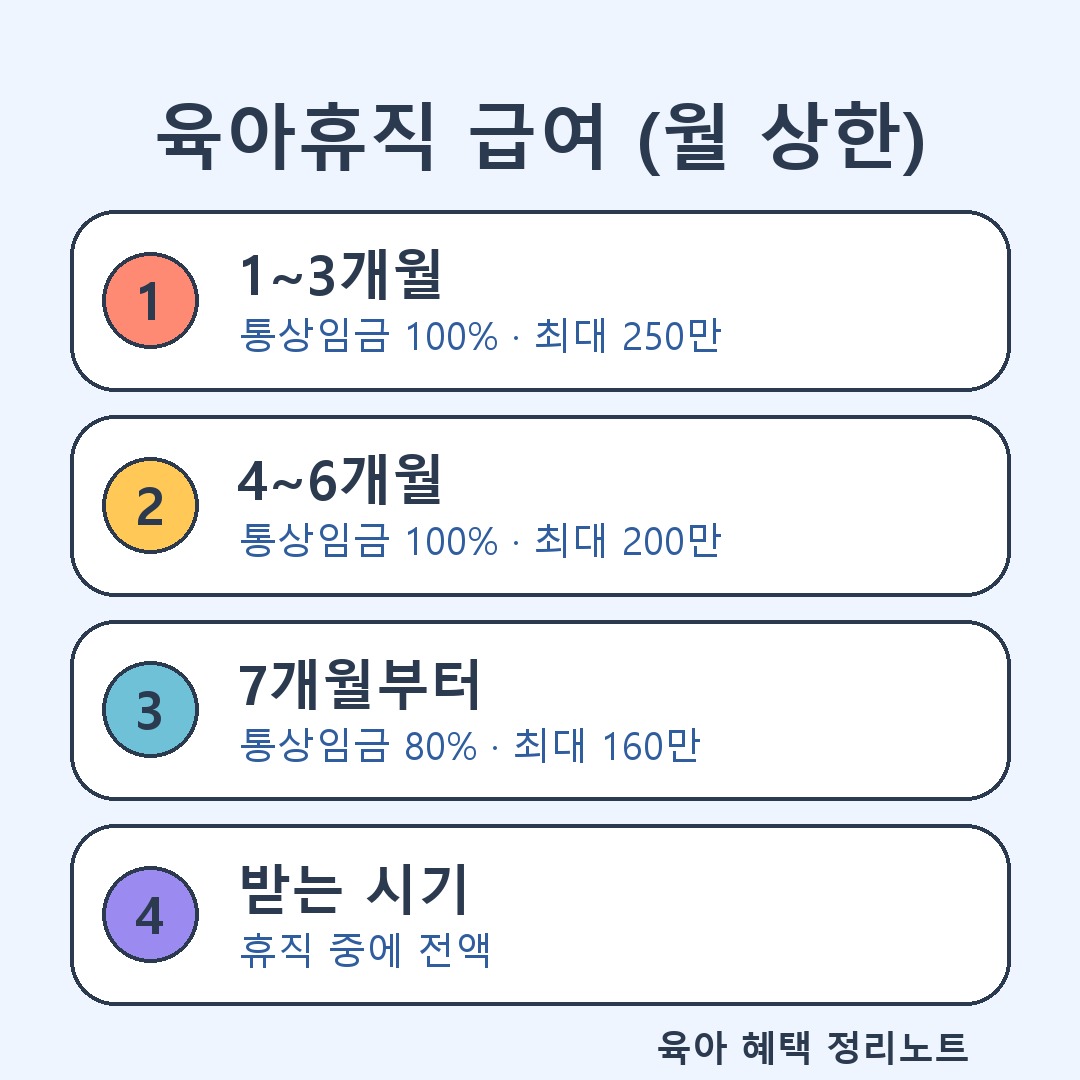 육아휴직 급여 (월 상한)
1
1~3개월
통상임금 100% · 최대 250만
2
4~6개월
통상임금 100% · 최대 200만
3
7개월부터
통상임금 80% · 최대 160만
4
받는 시기
휴직 중에 전액
육아 혜택 정리노트